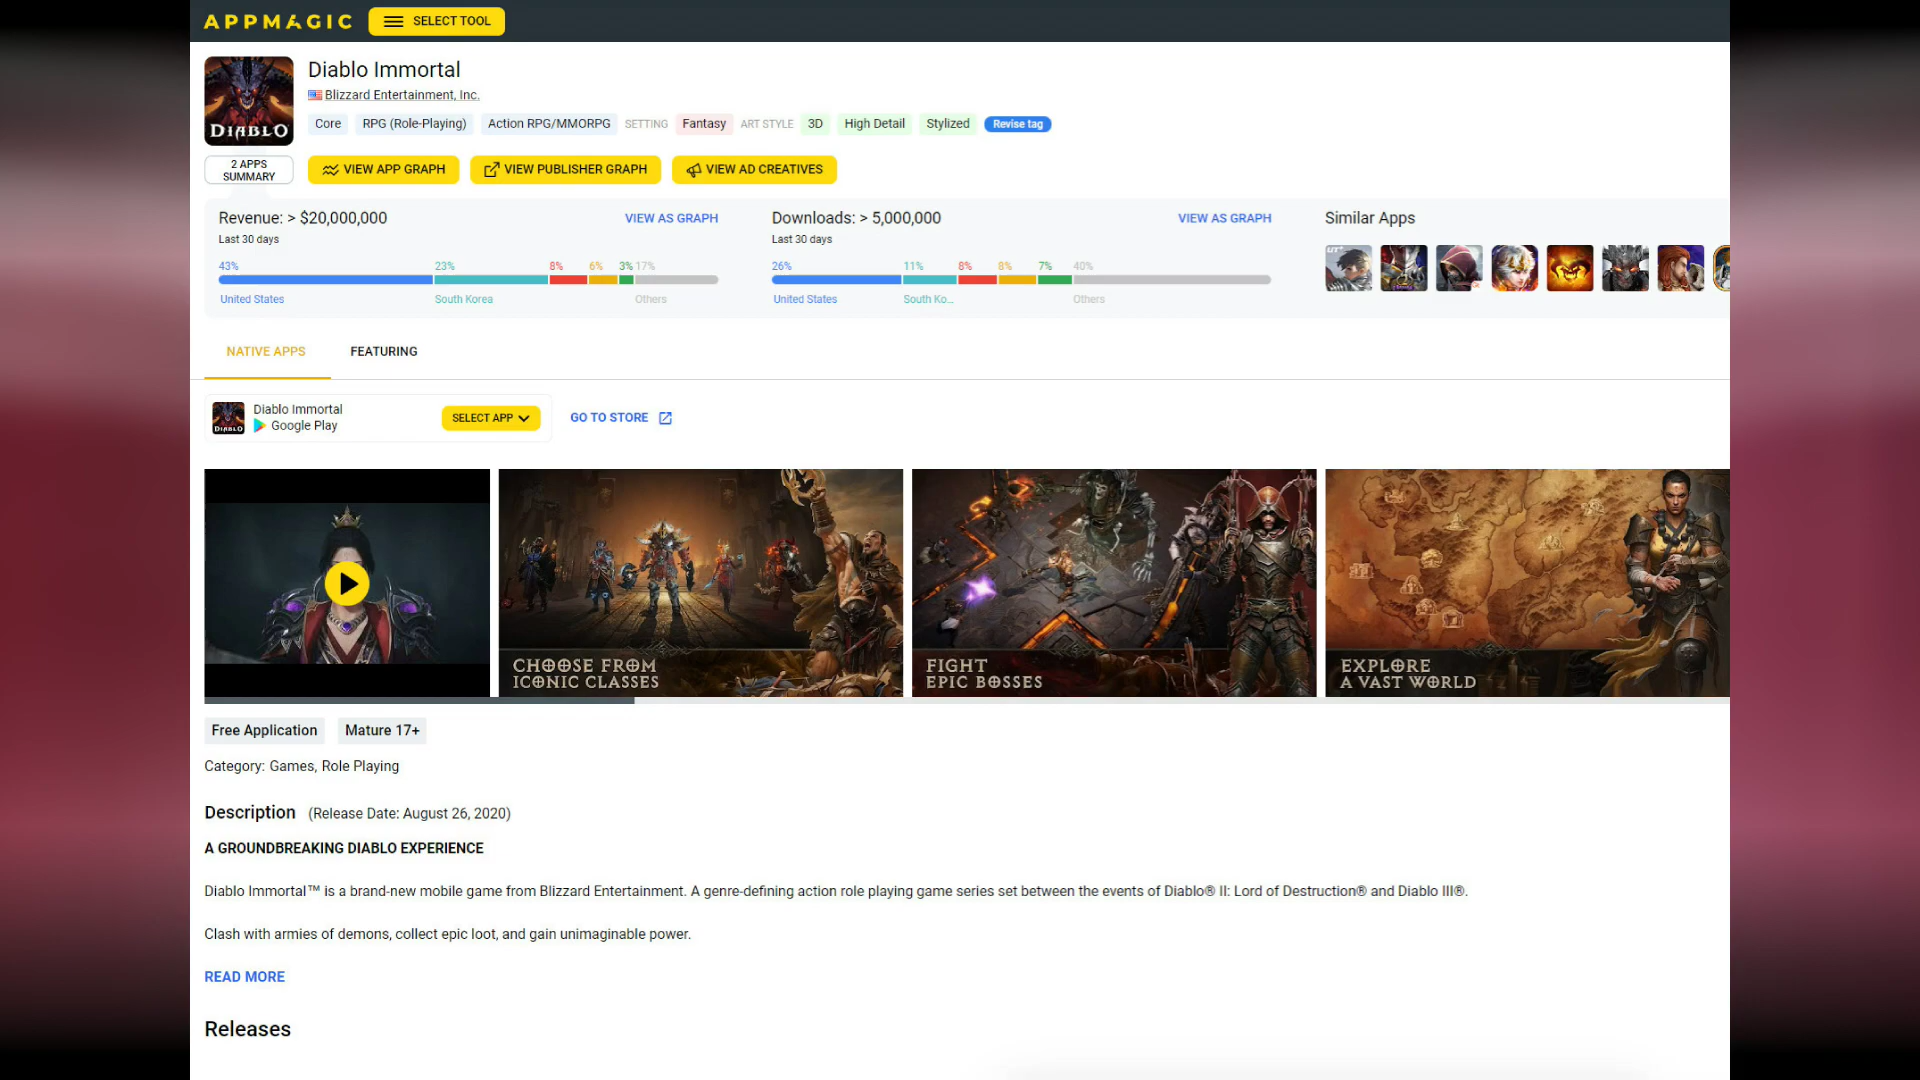 APPMAGIC
SELECT TOOL
DIABLO
Diablo Immortal
Blizzard Entertainment, Inc.
Core RPG (Role-Playing) Action RPG/MMORPG SETTING Fantasy ART STYLE 3D High Detail Stylized Revise tag
2 APPS
SUMMARY
VIEW APP GRAPH
VIEW PUBLISHER GRAPH
VIEW AD CREATIVES
Revenue: > $20,000,000
VIEW AS GRAPH
Last 30 days
43% 23% 8% 6% 3% 17%
United States South Korea Others
Downloads: > 5,000,000
VIEW AS GRAPH
Last 30 days
26% 11% 8% 8% 7% 40%
United States South Ko... Others
Similar Apps
NATIVE APPS
FEATURING
DIABLO
Diablo Immortal
Google Play
SELECT APP
GO TO STORE
CHOOSE FROM
ICONIC CLASSES
FIGHT
EPIC BOSSES
EXPLORE
A VAST WORLD
Free Application
Mature 17+
Category: Games, Role Playing
Description (Release Date: August 26, 2020)
A GROUNDBREAKING DIABLO EXPERIENCE
Diablo Immortal™ is a brand-new mobile game from Blizzard Entertainment. A genre-defining action role playing game series set between the events of Diablo® II: Lord of Destruction® and Diablo III®.
Clash with armies of demons, collect epic loot, and gain unimaginable power.
READ MORE
Releases